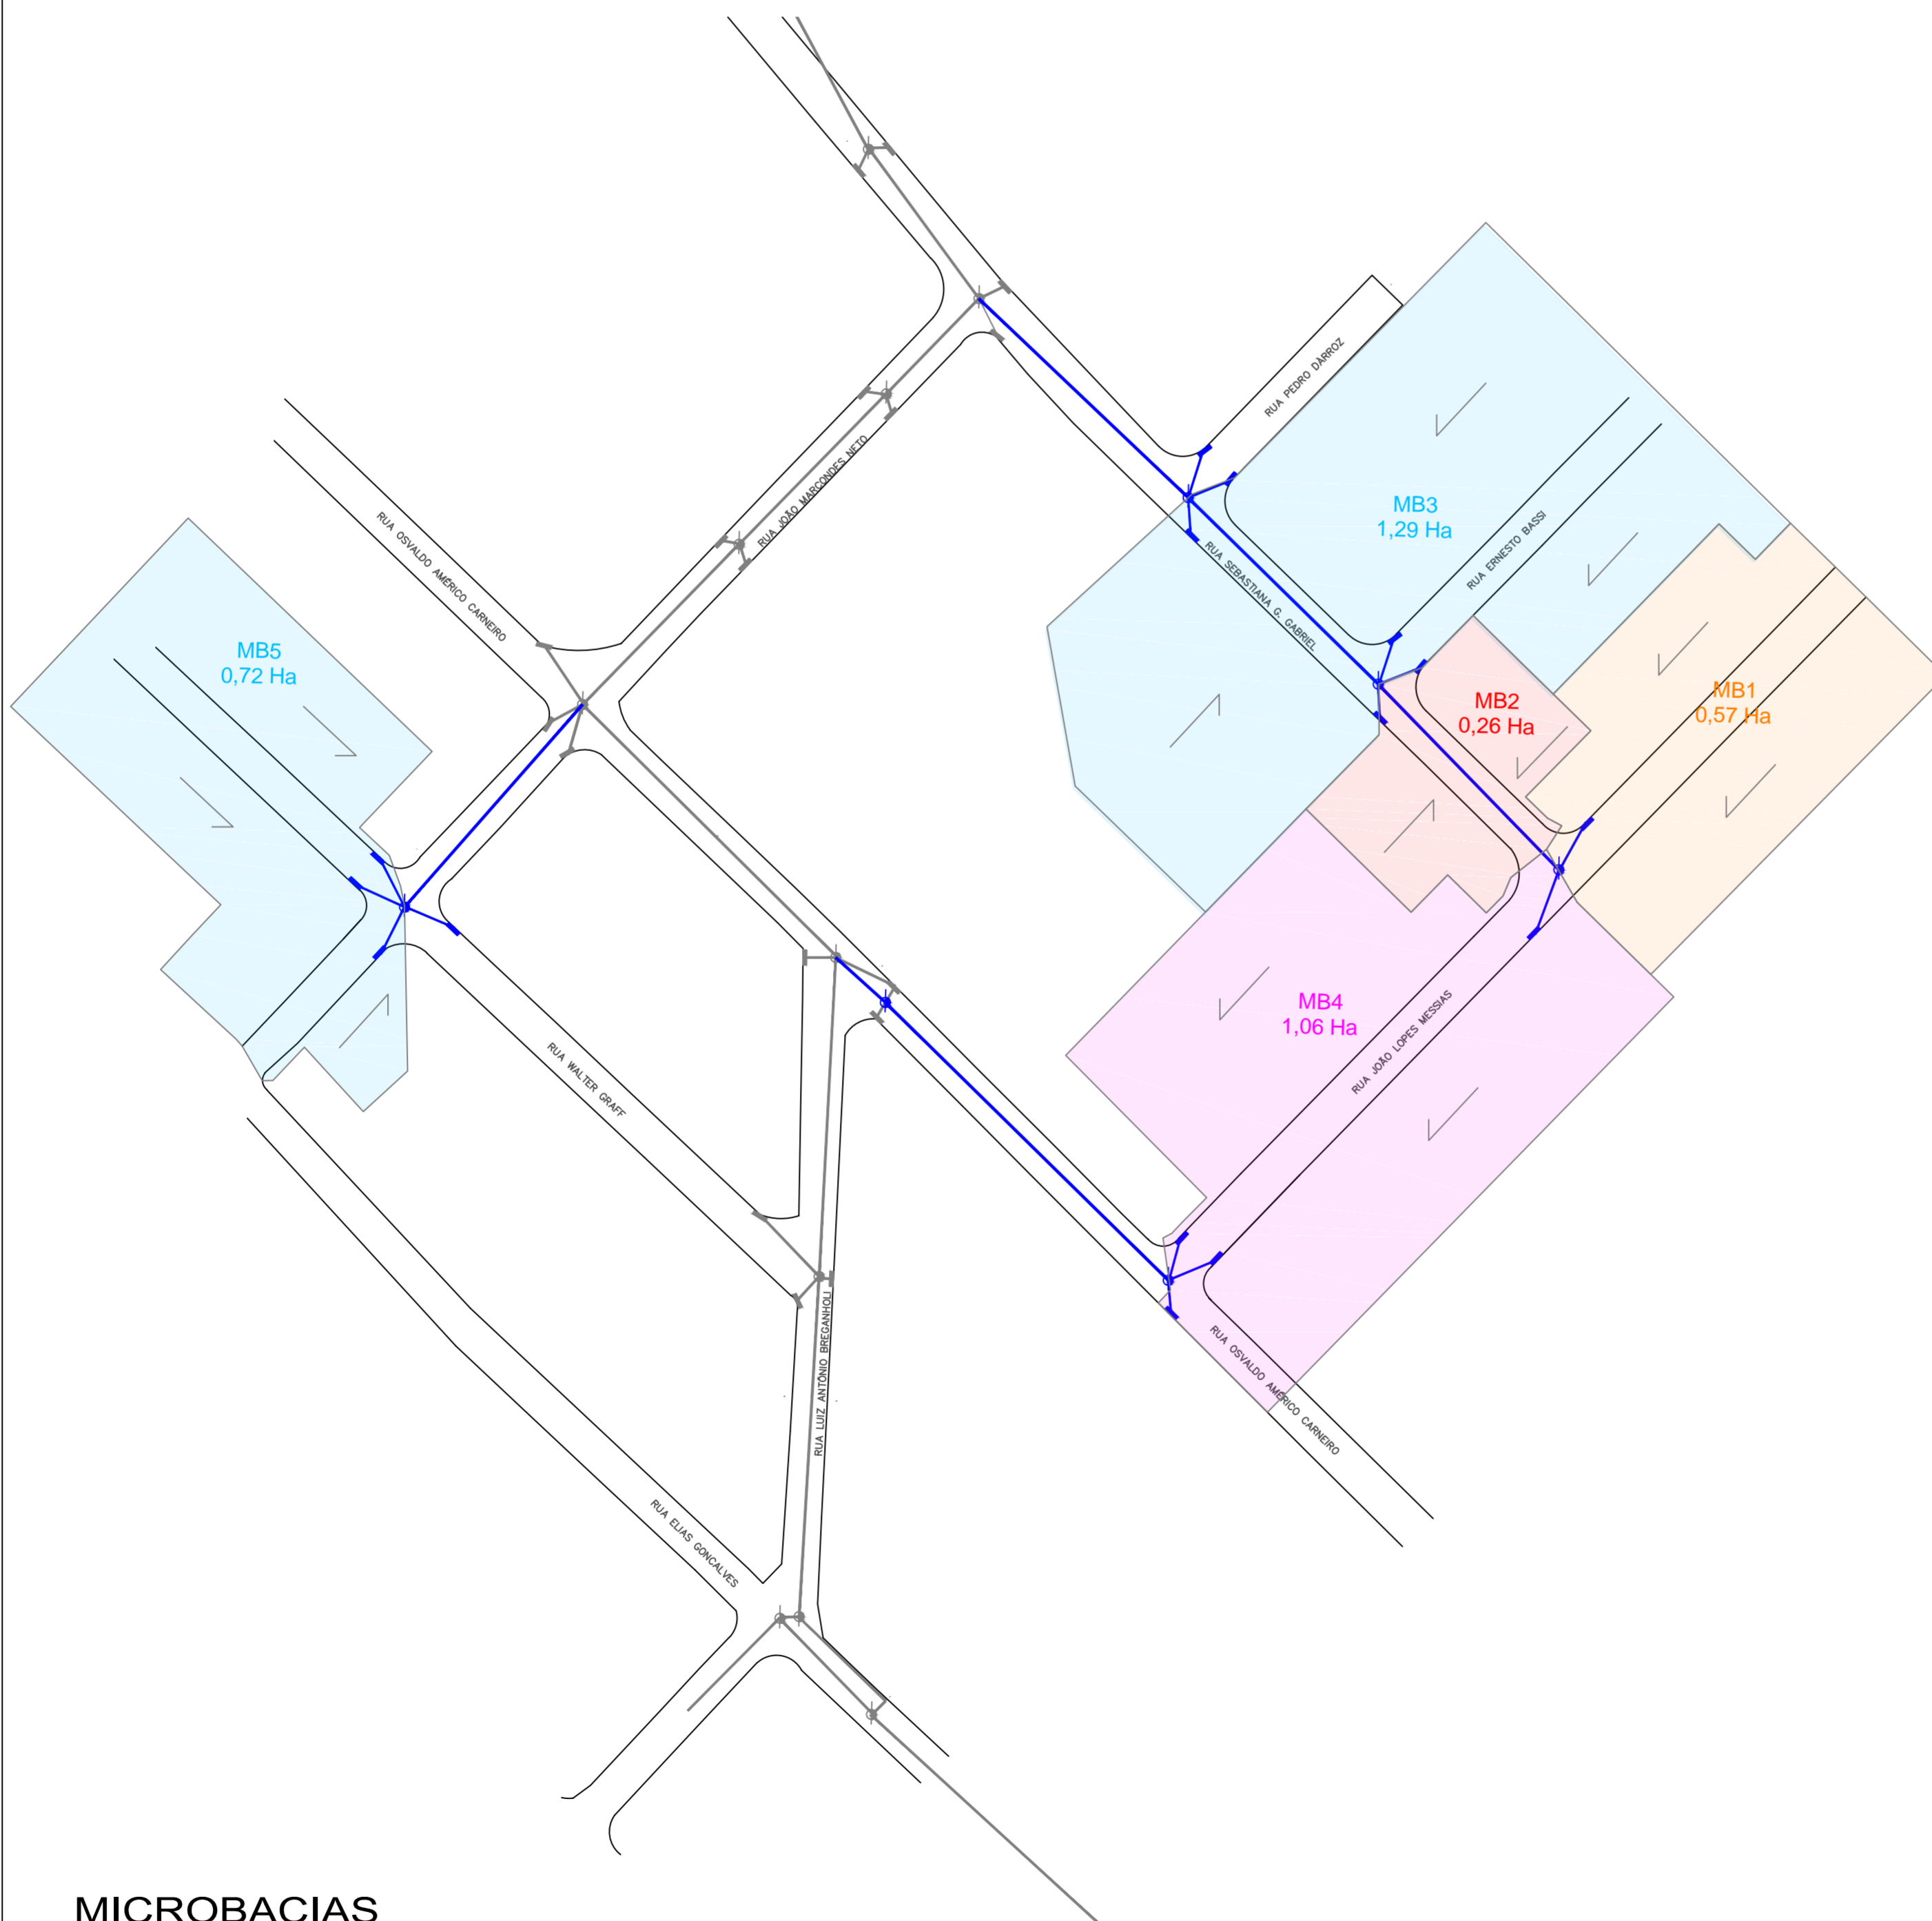 RUA PEDRO DÀRROZ
RUA JOÃO MARCONDES NETO
MB3
1,29 Ha
RUA ERNESTO BASSI
RUA OSVALDO AMÉRICO CARNEIRO
RUA SEBASTIANA G. GABRIEL
MB5
0,72 Ha
MB2
0,26 Ha
MB1
0,57 Ha
MB4
1,06 Ha
RUA JOÃO LOPES MESSIAS
RUA WALTER GRAFF
RUA LUIZ ANTÔNIO BREGANHOLI
RUA OSVALDO AMÉRICO CARNEIRO
RUA ELIAS GONCALVES
MICROBACIAS